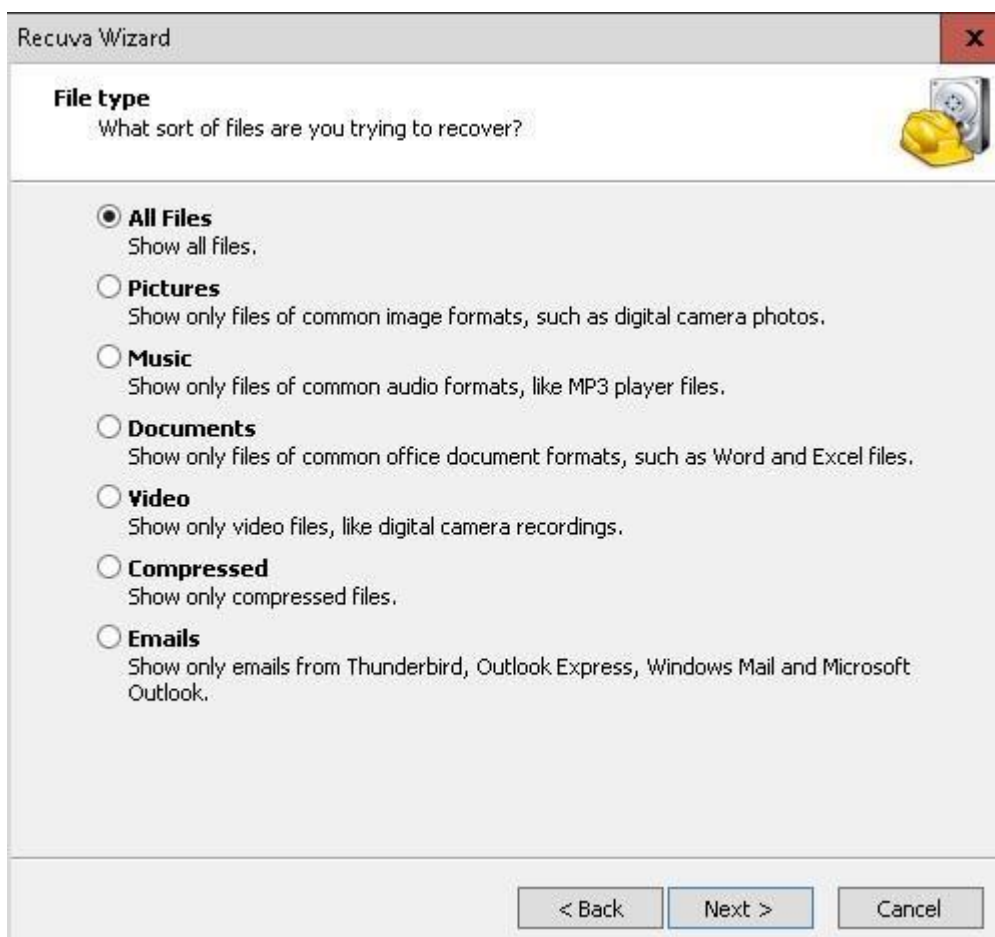 Recuva Wizard
x
File type
What sort of files are you trying to recover?
All Files
Show all files.
Pictures
Show only files of common image formats, such as digital camera photos.
Music
Show only files of common audio formats, like MP3 player files.
Documents
Show only files of common office document formats, such as Word and Excel files.
Video
Show only video files, like digital camera recordings.
Compressed
Show only compressed files.
Emails
Show only emails from Thunderbird, Outlook Express, Windows Mail and Microsoft
Outlook.
< Back Next > Cancel